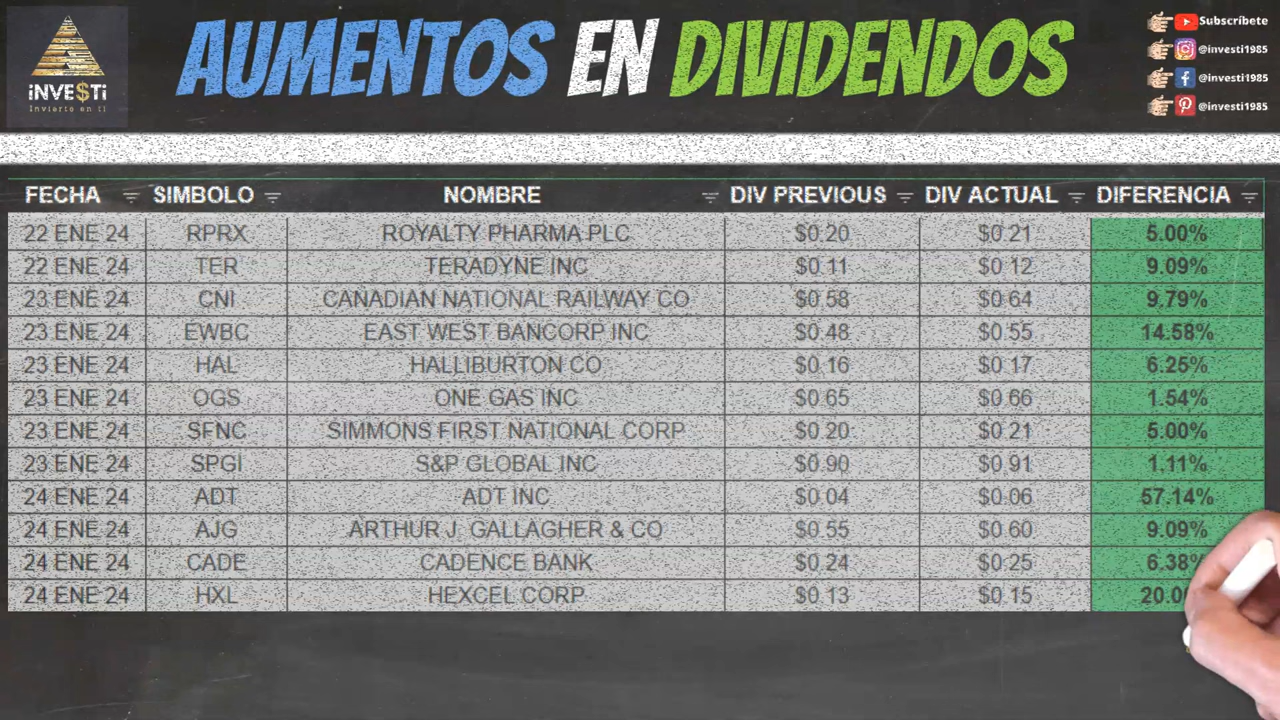 iNVE$Ti
Invierto en ti
AUMENTOS EN DIVIDENDOS
Subscríbete
@investi1985
@investi1985
@investi1985
FECHA SIMBOLO NOMBRE DIV PREVIOUS DIV ACTUAL DIFERENCIA
22 ENE 24 RPRX ROYALTY PHARMA PLC $0.20 $0.21 5.00%
22 ENE 24 TER TERADYNE INC $0.11 $0.12 9.09%
23 ENE 24 CNI CANADIAN NATIONAL RAILWAY CO $0.58 $0.64 9.79%
23 ENE 24 EWBC EAST WEST BANCORP INC $0.48 $0.55 14.58%
23 ENE 24 HAL HALLIBURTON CO $0.16 $0.17 6.25%
23 ENE 24 OGS ONE GAS INC $0.65 $0.66 1.54%
23 ENE 24 SFNC SIMMONS FIRST NATIONAL CORP $0.20 $0.21 5.00%
23 ENE 24 SPGI S&P GLOBAL INC $0.90 $0.91 1.11%
24 ENE 24 ADT ADT INC $0.04 $0.06 57.14%
24 ENE 24 AJG ARTHUR J. GALLAGHER & CO $0.55 $0.60 9.09%
24 ENE 24 CADE CADENCE BANK $0.24 $0.25 6.38%
24 ENE 24 HXL HEXCEL CORP $0.13 $0.15